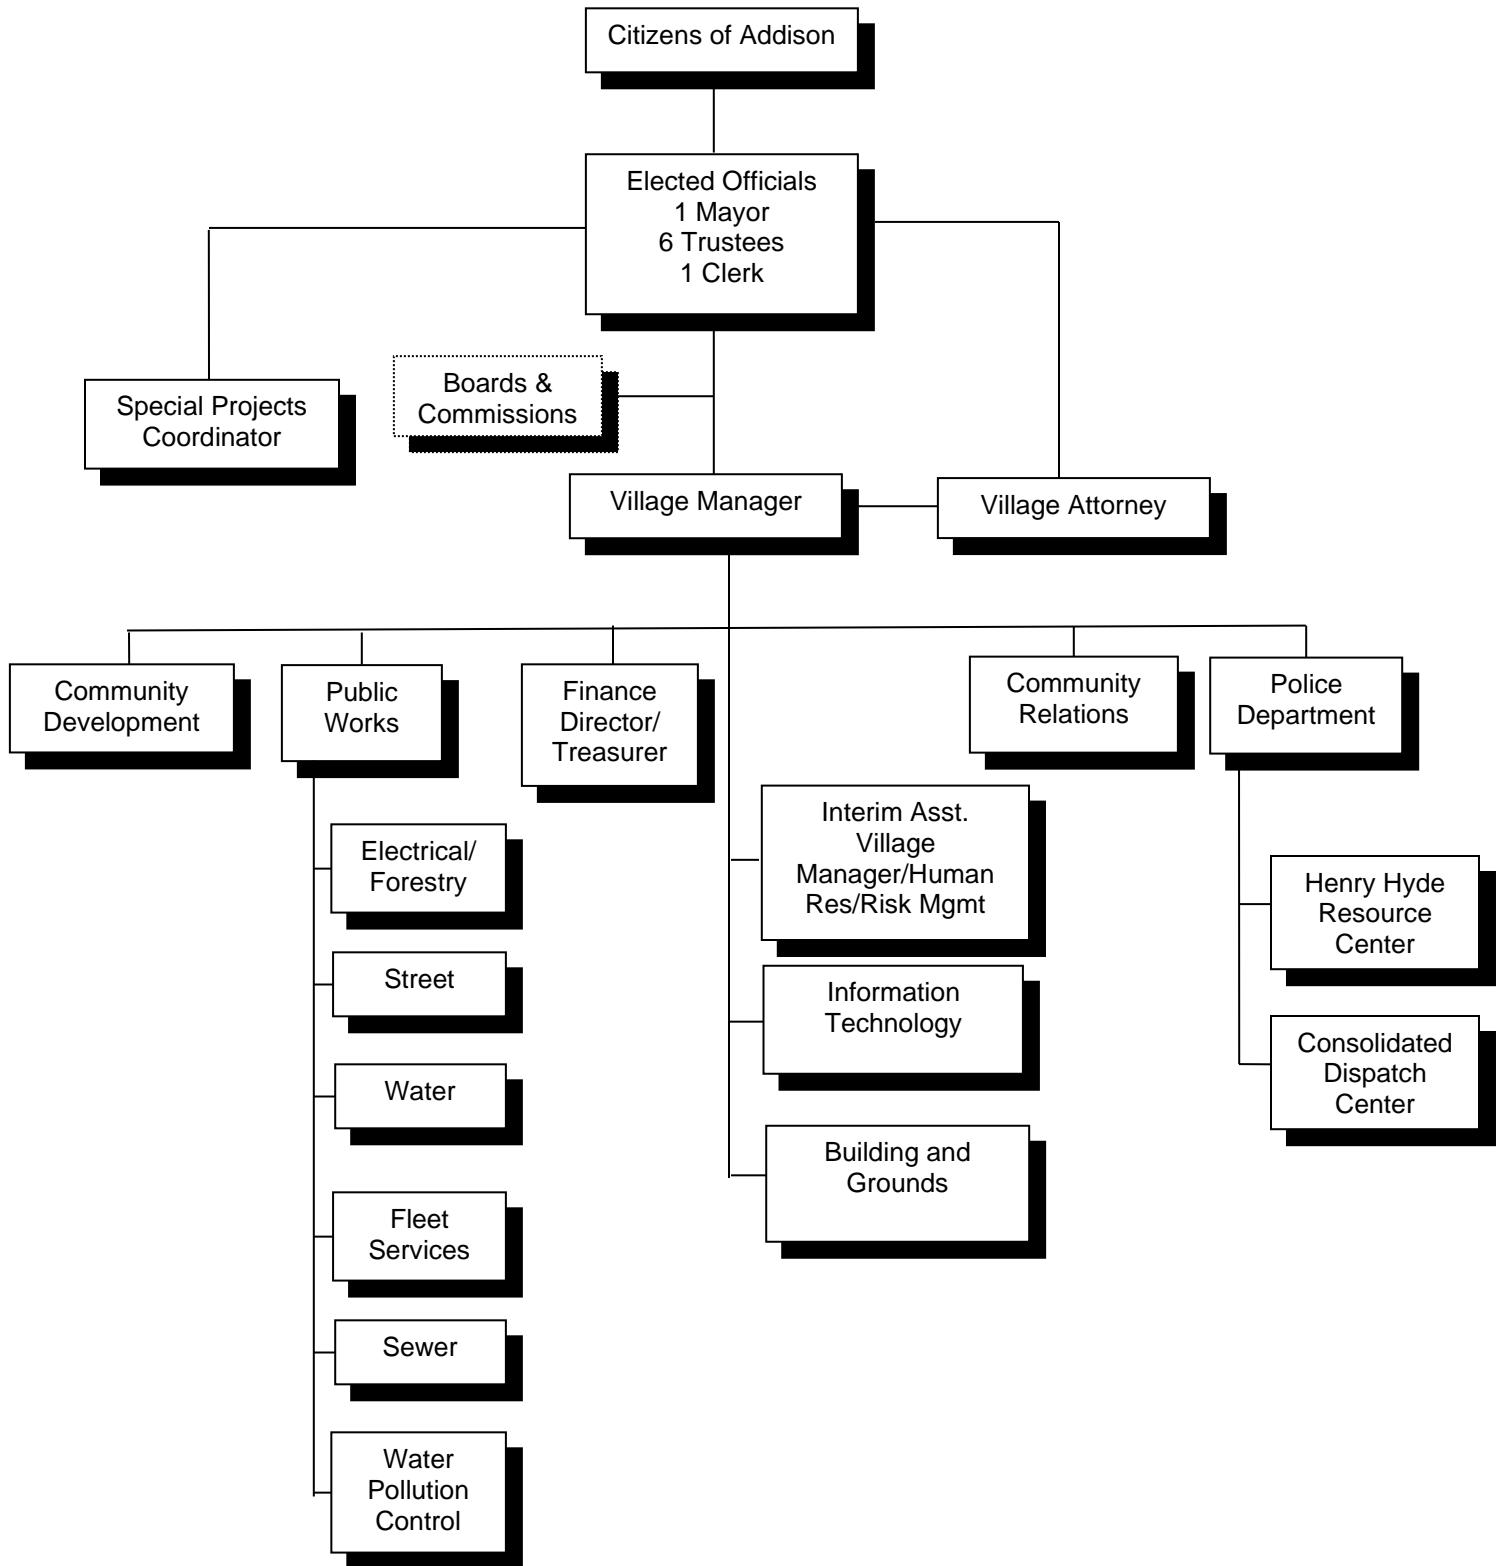 Citizens of Addison
Elected Officials
1 Mayor
6 Trustees
1 Clerk
Boards &
Commissions
Special Projects
Coordinator
Village Manager
Village Attorney
Community
Development
Public
Works
Finance
Director/
Treasurer
Community
Relations
Police
Department
Electrical/
Forestry
Street
Water
Fleet
Services
Sewer
Water
Pollution
Control
Interim Asst.
Village
Manager/Human
Res/Risk Mgmt
Information
Technology
Building and
Grounds
Henry Hyde
Resource
Center
Consolidated
Dispatch
Center